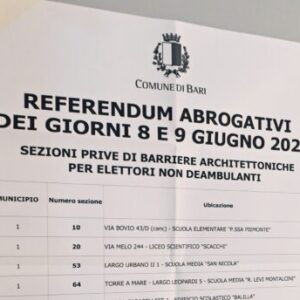 COMUNE DI BARI
REFERENDUM ABROGATIVI
DEI GIORNI 8 E 9 GIUGNO 202
SEZIONI PRIVE DI BARRIERE ARCHITETTONICHE
PER ELETTORI NON DEAMBULANTI
MUNICIPIO Numero sezione Ubicazione
1 10 VIA BOVIO 43/D (conc) - SCUOLA ELEMENTARE "P.SSA PIEMONTE"
1 20 VIA MELO 244 - LICEO SCIENTIFICO "SCACCHI"
1 53 LARGO URBANO II 1 - SCUOLA MEDIA "SAN NICOLA"
1 64 TORRE A MARE - LARGO LEOPARDI 5 - SCUOLA MEDIA "R. LEVI MONTALCINI"
"BALILLA"